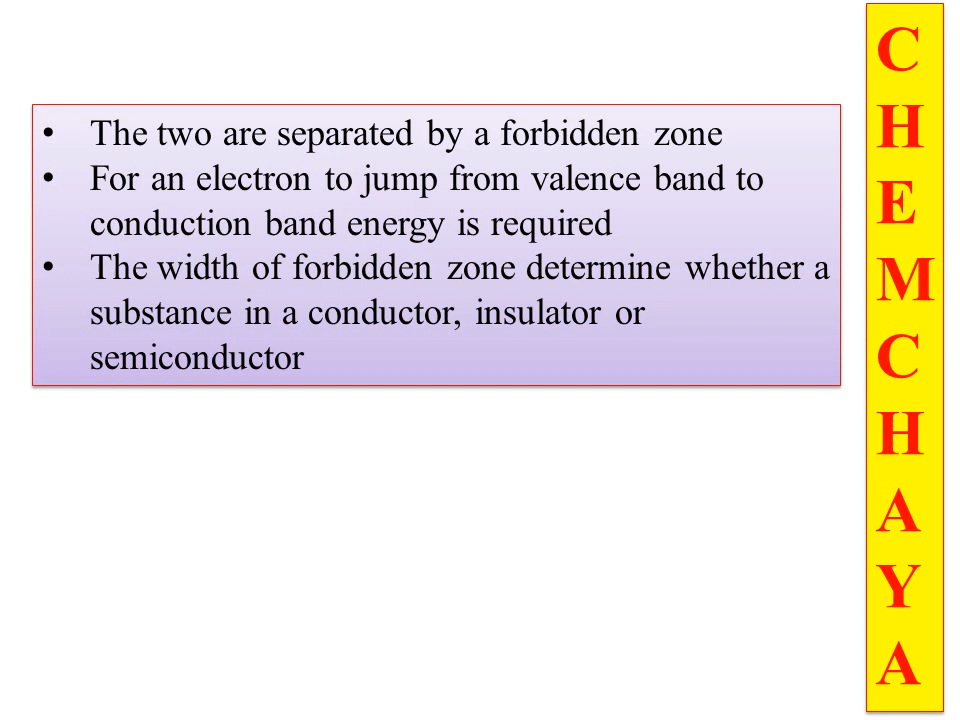 • The two are separated by a forbidden zone
• For an electron to jump from valence band to
conduction band energy is required
• The width of forbidden zone determine whether a
substance in a conductor, insulator or
semiconductor
C
H
E
M
C
H
A
Y
A